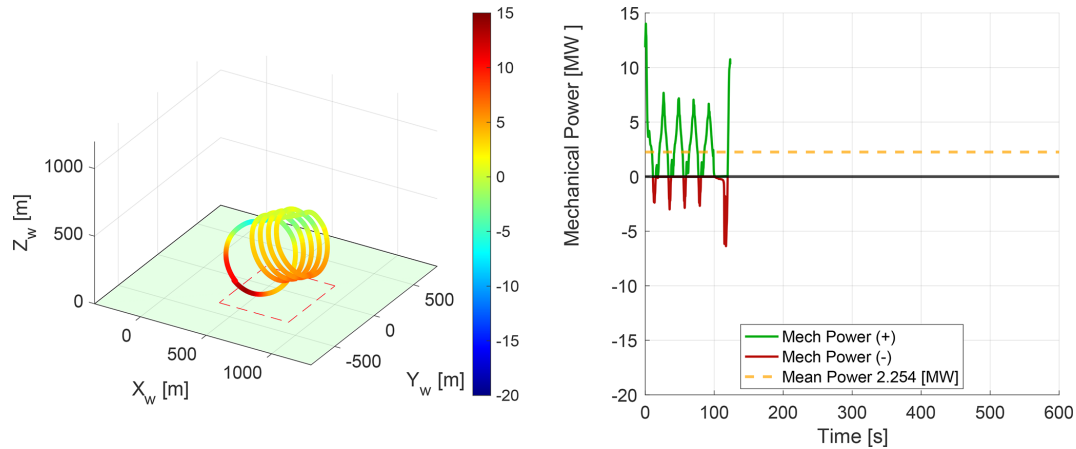 1000
500
0
Z_w [m]
0
500
1000
X_w [m]
-500
0
500
Y_w [m]
15
10
5
0
-5
-10
-15
-20
Mechanical Power [MW]
15
10
5
0
-5
-10
-15
-20
Mech Power (+)
Mech Power (-)
Mean Power 2.254 [MW]
0 100 200 300 400 500 600
Time [s]